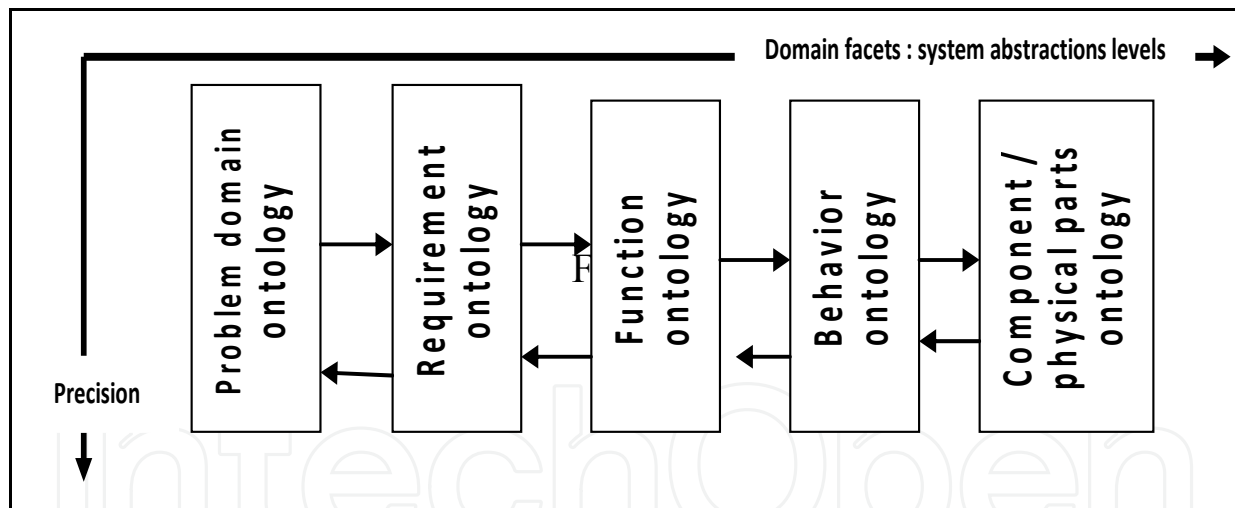 Domain facets : system abstractions levels
Problem domain
ontology
Requirement
ontology
F
Function
ontology
Behavior
ontology
Component /
physical parts
ontology
Precision
InTechOpen